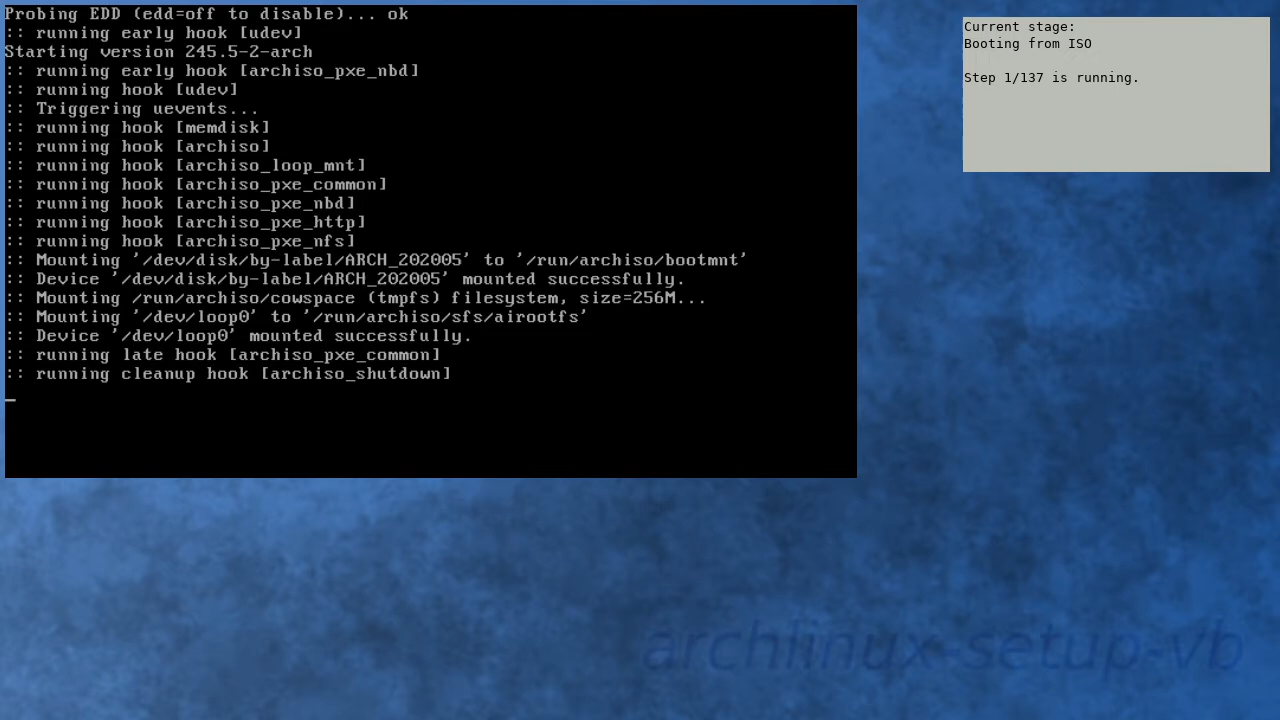 Probing EDD (edd=off to disable)... ok
:: running early hook [udev]
Starting version 245.5-2-arch
:: running early hook [archiso_pxe_nbd]
:: running hook [udev]
:: Triggering uevents...
:: running hook [memdisk]
:: running hook [archiso]
:: running hook [archiso_loop_mnt]
:: running hook [archiso_pxe_common]
:: running hook [archiso_pxe_nbd]
:: running hook [archiso_pxe_http]
:: running hook [archiso_pxe_nfs]
:: Mounting '/dev/disk/by-label/ARCH_202005' to '/run/archiso/bootmnt'
:: Device '/dev/disk/by-label/ARCH_202005' mounted successfully.
:: Mounting /run/archiso/cowspace (tmpfs) filesystem, size=256M...
:: Mounting '/dev/loop0' to '/run/archiso/sfs/airootfs'
:: Device '/dev/loop0' mounted successfully.
:: running late hook [archiso_pxe_common]
:: running cleanup hook [archiso_shutdown]
Current stage:
Booting from ISO
Step 1/137 is running.
archlinux-setup-vb